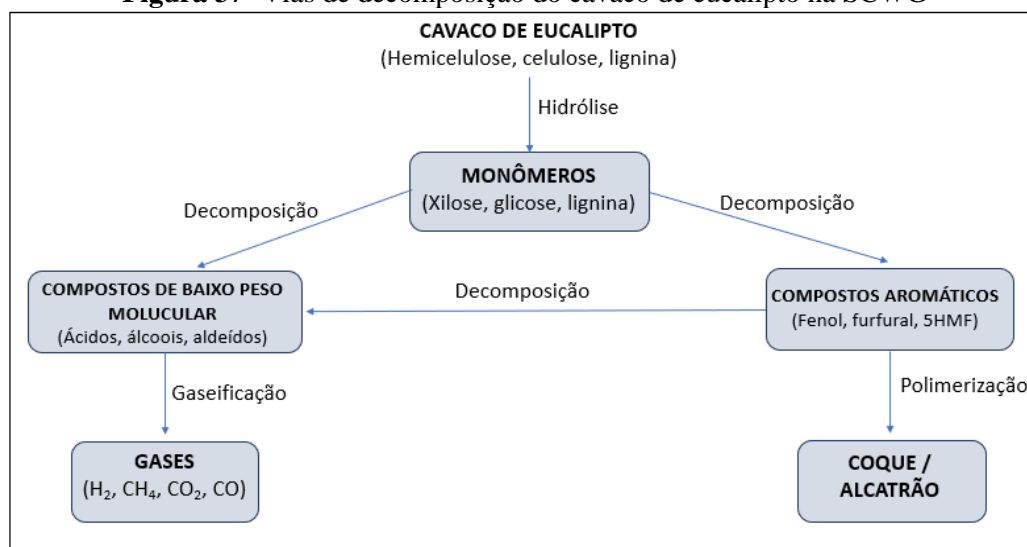 CAVACO DE EUCALIPTO
(Hemicelulose, celulose, lignina)
Hidrólise
MONÔMEROS
(Xilose, glicose, lignina)
Decomposição
Decomposição
COMPOSTOS DE BAIXO PESO
MOLUCULAR
(Ácidos, álcoois, aldeídos)
Decomposição
COMPOSTOS AROMÁTICOS
(Fenol, furfural, 5HMF)
Gaseificação
Polimerização
GASES
(H₂, CH₄, CO₂, CO)
COQUE /
ALCATRÃO